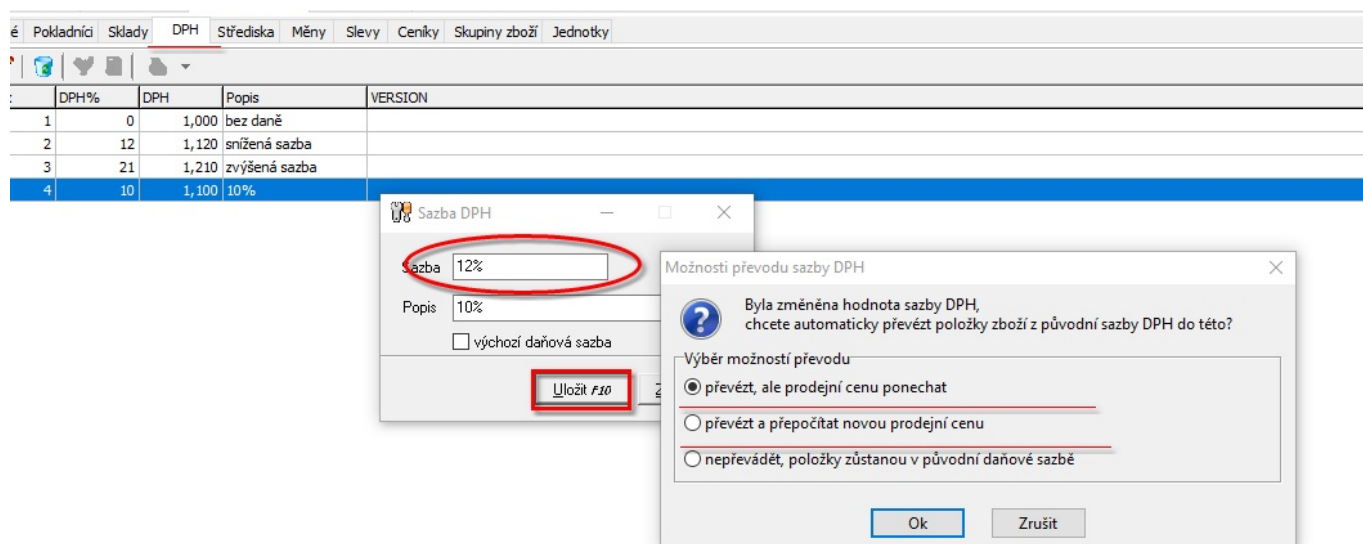 é Pokladníci Sklady DPH Střediska Měny Slevy Ceníky Skupiny zboží Jednotky
DPH% DPH Popis VERSION
1 0 1,000 bez daně
2 12 1,120 snížená sazba
3 21 1,210 zvýšená sazba
4 10 1,100 10%
Sazba DPH
Sazba 12%
Popis 10%
výchozí daňová sazba
Uložit F10
Možnosti převodu sazby DPH
Byla změněna hodnota sazby DPH,
chcete automaticky převézt položky zboží z původní sazby DPH do této?
Výběr možností převodu
převézt, ale prodejní cenu ponechat
převézt a přepočítat novou prodejní cenu
nepřevádět, položky zůstanou v původní daňové sazbě
Ok Zrušit